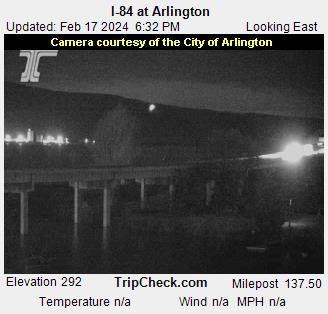 I-84 at Arlington
Updated: Feb 17 2024 6:32 PM Looking East
Camera courtesy of the City of Arlington
Elevation 292 TripCheck.com Milepost 137.50
Temperature n/a Wind n/a MPH n/a